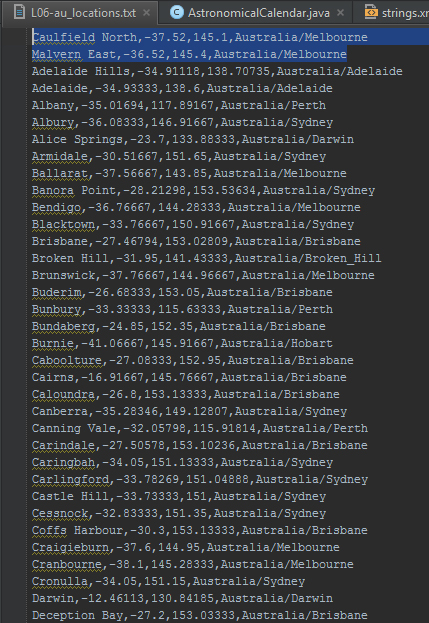 L06-au_locations.txt × AstronomicalCalendar.java × strings.xm
Caulfield North,-37.52,145.1,Australia/Melbourne
Malvern East,-36.52,145.4,Australia/Melbourne
Adelaide Hills,-34.91118,138.70735,Australia/Adelaide
Adelaide,-34.93333,138.6,Australia/Adelaide
Albany,-35.01694,117.89167,Australia/Perth
Albury,-36.08333,146.91667,Australia/Sydney
Alice Springs,-23.7,133.88333,Australia/Darwin
Armidale,-30.51667,151.65,Australia/Sydney
Ballarat,-37.56667,143.85,Australia/Melbourne
Banora Point,-28.21298,153.53634,Australia/Sydney
Bendigo,-36.76667,144.28333,Australia/Melbourne
Blacktown,-33.76667,150.91667,Australia/Sydney
Brisbane,-27.46794,153.02809,Australia/Brisbane
Broken Hill,-31.95,141.43333,Australia/Broken_Hill
Brunswick,-37.76667,144.96667,Australia/Melbourne
Buderim,-26.68333,153.05,Australia/Brisbane
Bunbury,-33.33333,115.63333,Australia/Perth
Bundaberg,-24.85,152.35,Australia/Brisbane
Burnie,-41.06667,145.91667,Australia/Hobart
Caboolture,-27.08333,152.95,Australia/Brisbane
Cairns,-16.91667,145.76667,Australia/Brisbane
Caloundra,-26.8,153.13333,Australia/Brisbane
Canberra,-35.28346,149.12807,Australia/Sydney
Canning Vale,-32.05798,115.91814,Australia/Perth
Carindale,-27.50578,153.10236,Australia/Brisbane
Caringbah,-34.05,151.13333,Australia/Sydney
Carlingford,-33.78269,151.04888,Australia/Sydney
Castle Hill,-33.73333,151,Australia/Sydney
Cessnock,-32.83333,151.35,Australia/Sydney
Coffs Harbour,-30.3,153.13333,Australia/Brisbane
Craigieburn,-37.6,144.95,Australia/Melbourne
Cranbourne,-38.1,145.28333,Australia/Melbourne
Cronulla,-34.05,151.15,Australia/Sydney
Darwin,-12.46113,130.84185,Australia/Darwin
Deception Bay,-27.2,153.03333,Australia/Brisbane